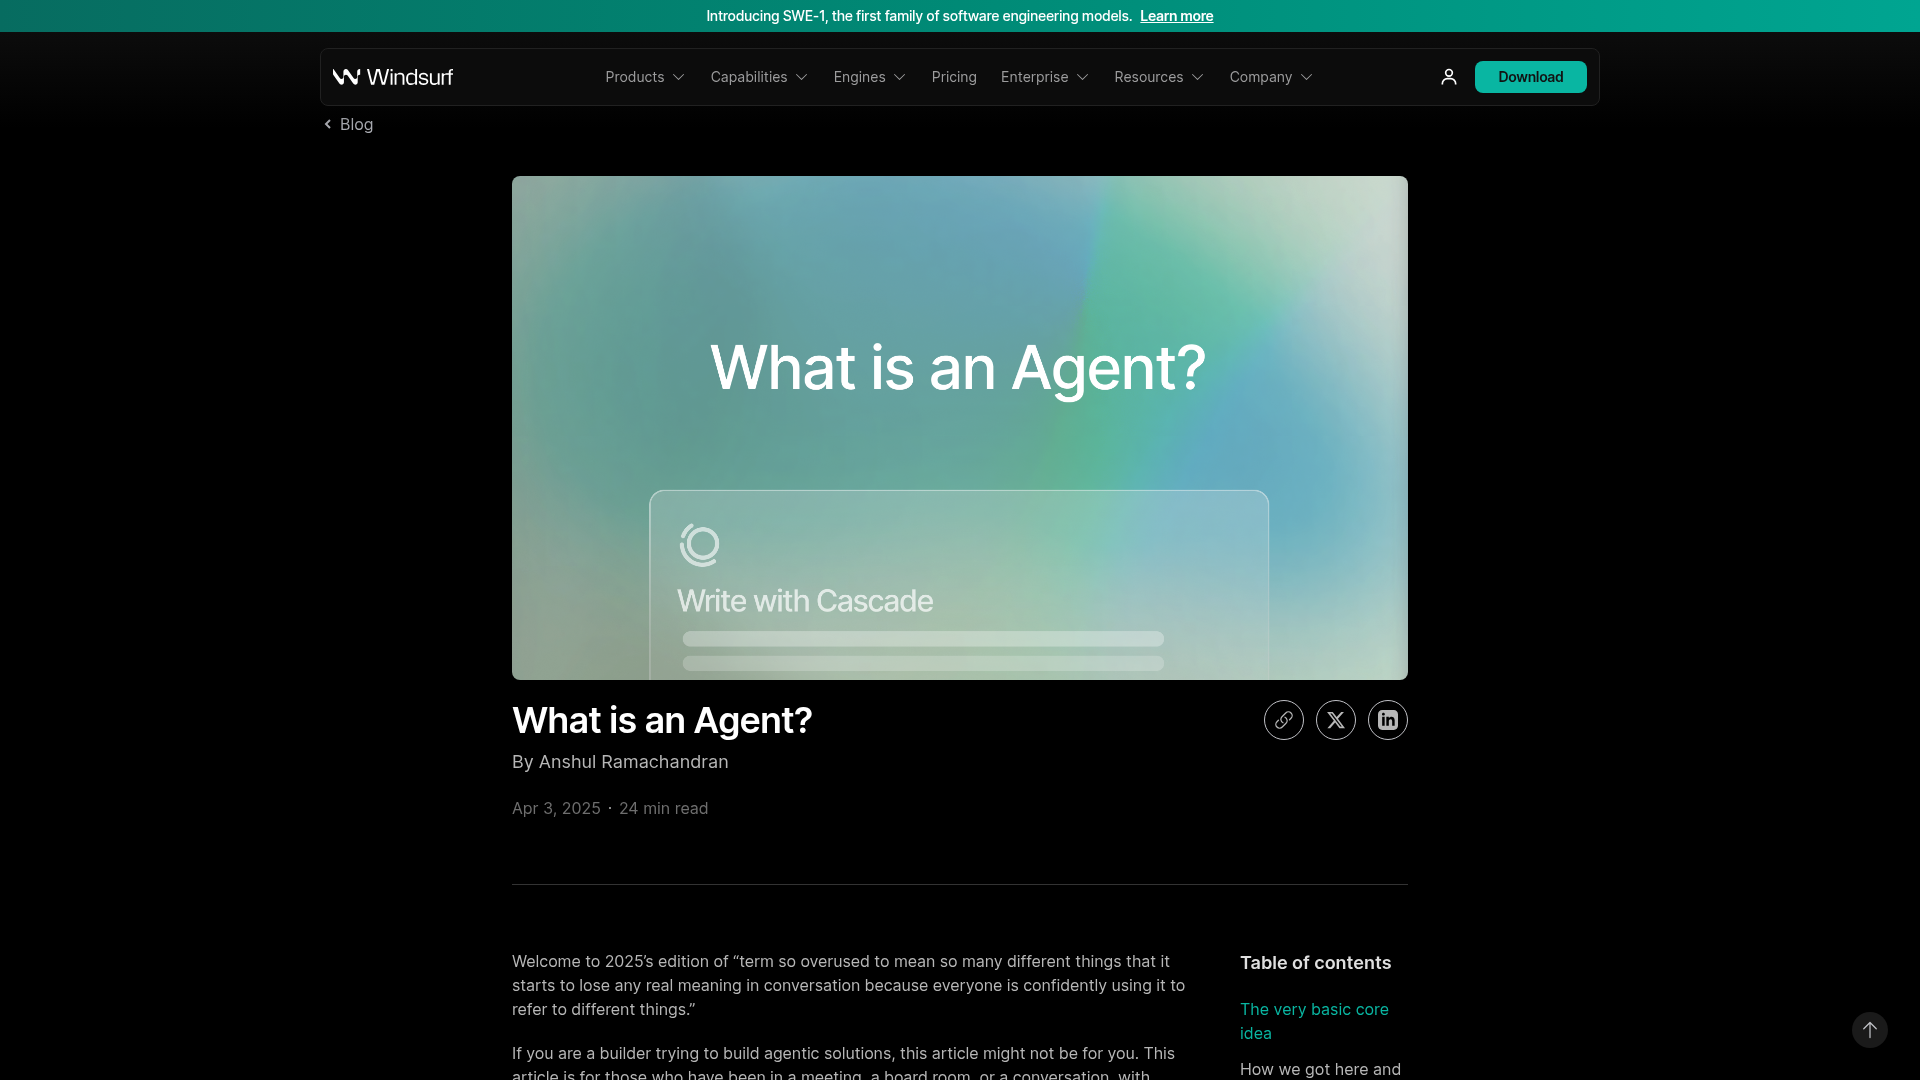 Introducing SWE-1, the first family of software engineering models. Learn more
Windsurf Products Capabilities Engines Pricing Enterprise Resources Company Download
Blog
What is an Agent?
Write with Cascade
What is an Agent?
By Anshul Ramachandran
Apr 3, 2025 · 24 min read
Welcome to 2025’s edition of “term so overused to mean so many different things that it
starts to lose any real meaning in conversation because everyone is confidently using it to
refer to different things.”
If you are a builder trying to build agentic solutions, this article might not be for you. This
article is for those who have been in a meeting, a board room, or a conversation, with
Table of contents
The very basic core
idea
How we got here and